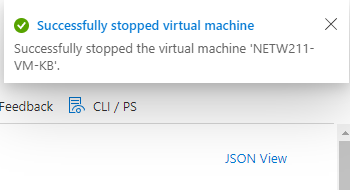 Successfully stopped virtual machine
Successfully stopped the virtual machine 'NETW211-
VM-KB'.
Feedback CLI / PS
JSON View